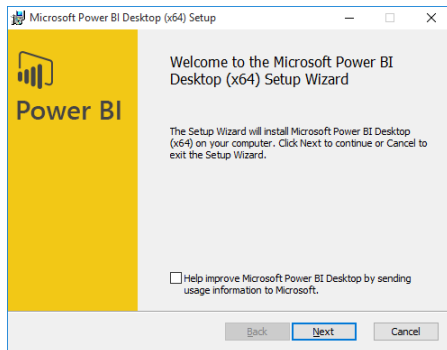 Microsoft Power BI Desktop (x64) Setup
Power BI
Welcome to the Microsoft Power BI
Desktop (x64) Setup Wizard
The Setup Wizard will install Microsoft Power BI Desktop
(x64) on your computer. Click Next to continue or Cancel to
exit the Setup Wizard.
Help improve Microsoft Power BI Desktop by sending
usage information to Microsoft.
Back Next Cancel